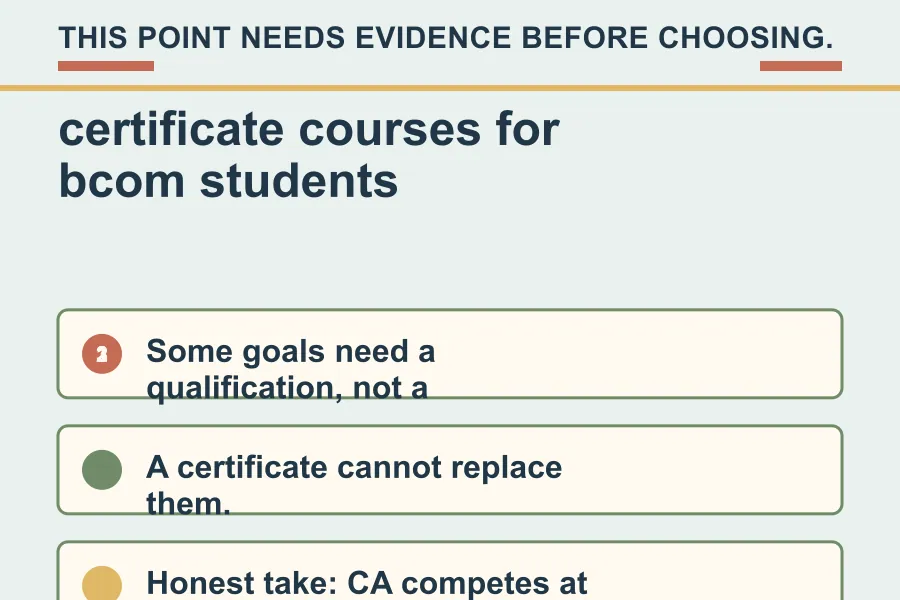 THIS POINT NEEDS EVIDENCE BEFORE CHOOSING.
certificate courses for
bcom students
Some goals need a
qualification, not a
A certificate cannot replace
them.
Honest take: CA competes at